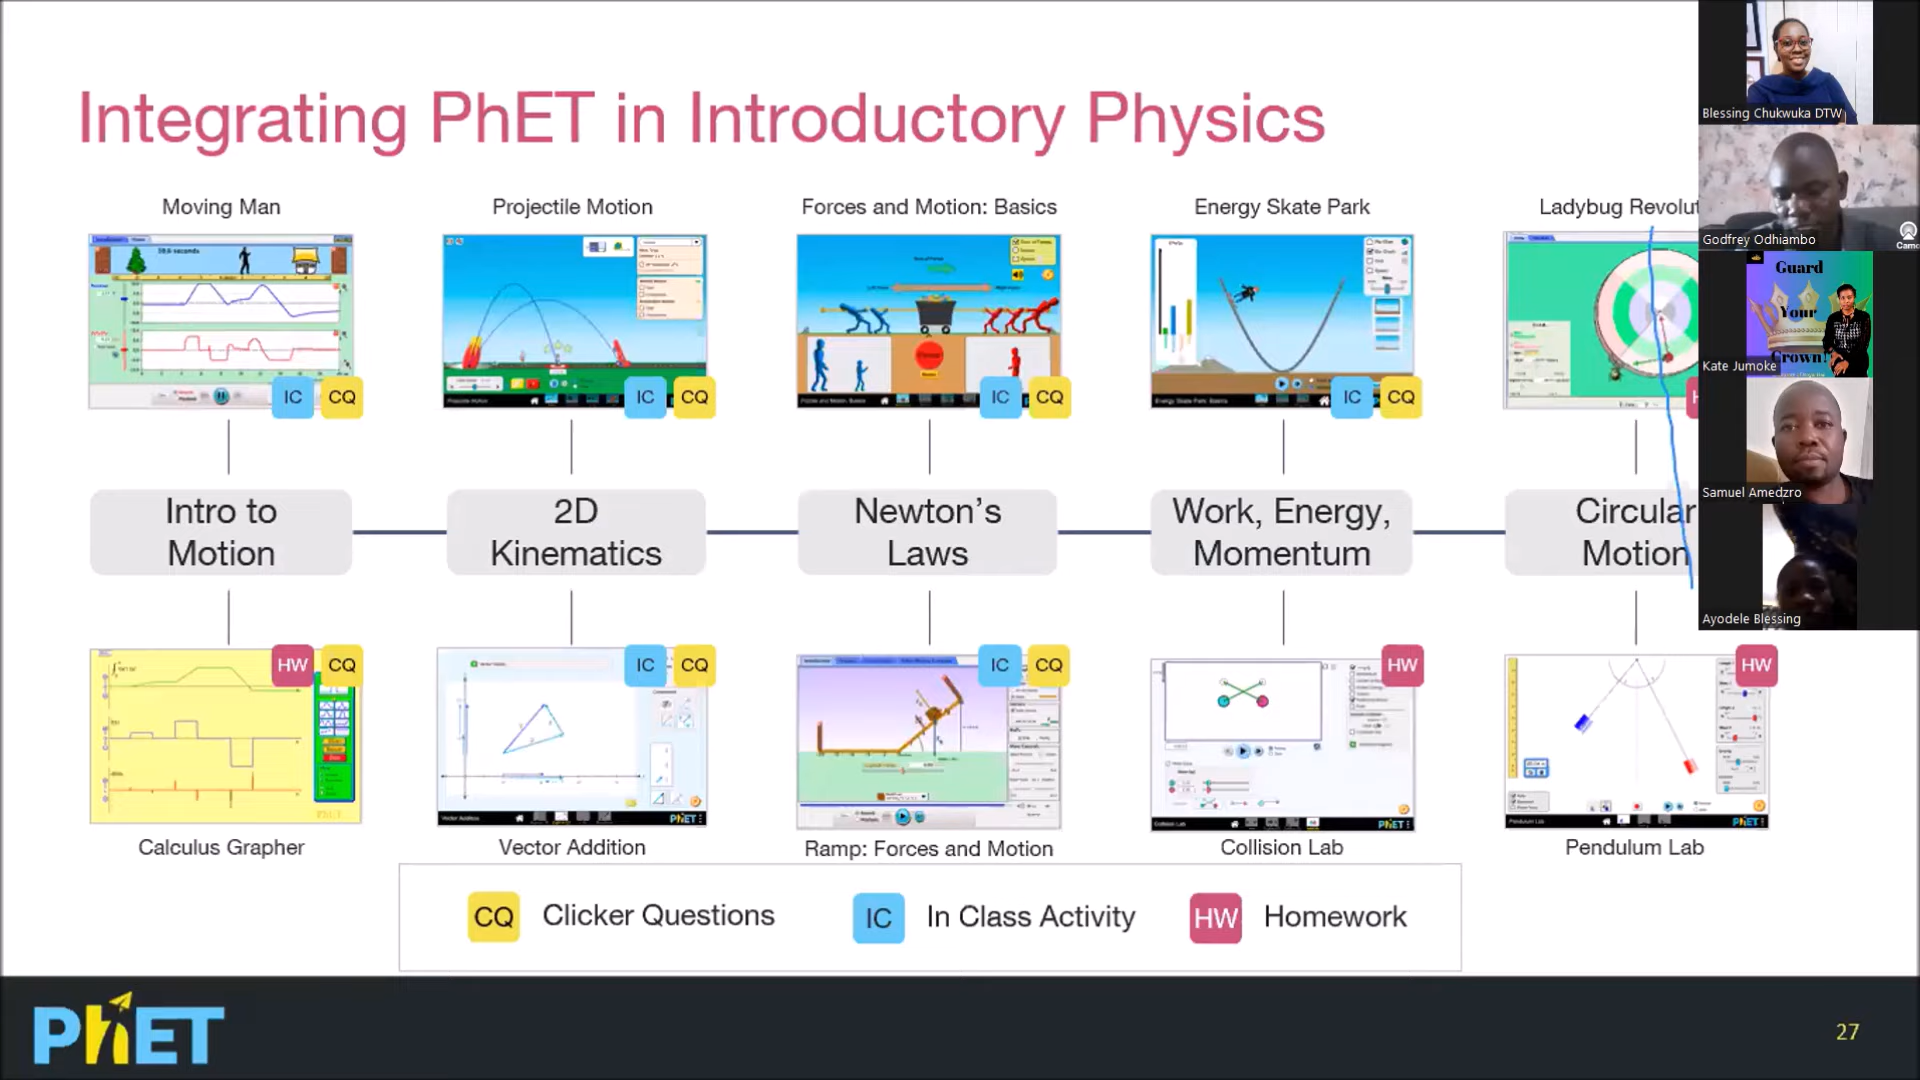 Integrating PhET in Introductory Physics
Moving Man
Projectile Motion
Forces and Motion: Basics
Energy Skate Park
Ladybug Revolut
IC CQ
IC CQ
IC CQ
IC CQ
Intro to
Motion
2D
Kinematics
Newton's
Laws
Work, Energy,
Momentum
Circular
Motion
HW CQ
IC CQ
IC CQ
HW
HW
Calculus Grapher
Vector Addition
Ramp: Forces and Motion
Collision Lab
Pendulum Lab
CQ Clicker Questions
IC In Class Activity
HW Homework
PhET
27
Blessing Chukwuka DTW
Godfrey Odhiambo
Guard
Your
Crown!
Kate Jumoke
Samuel Amedzro
Ayodele Blessing